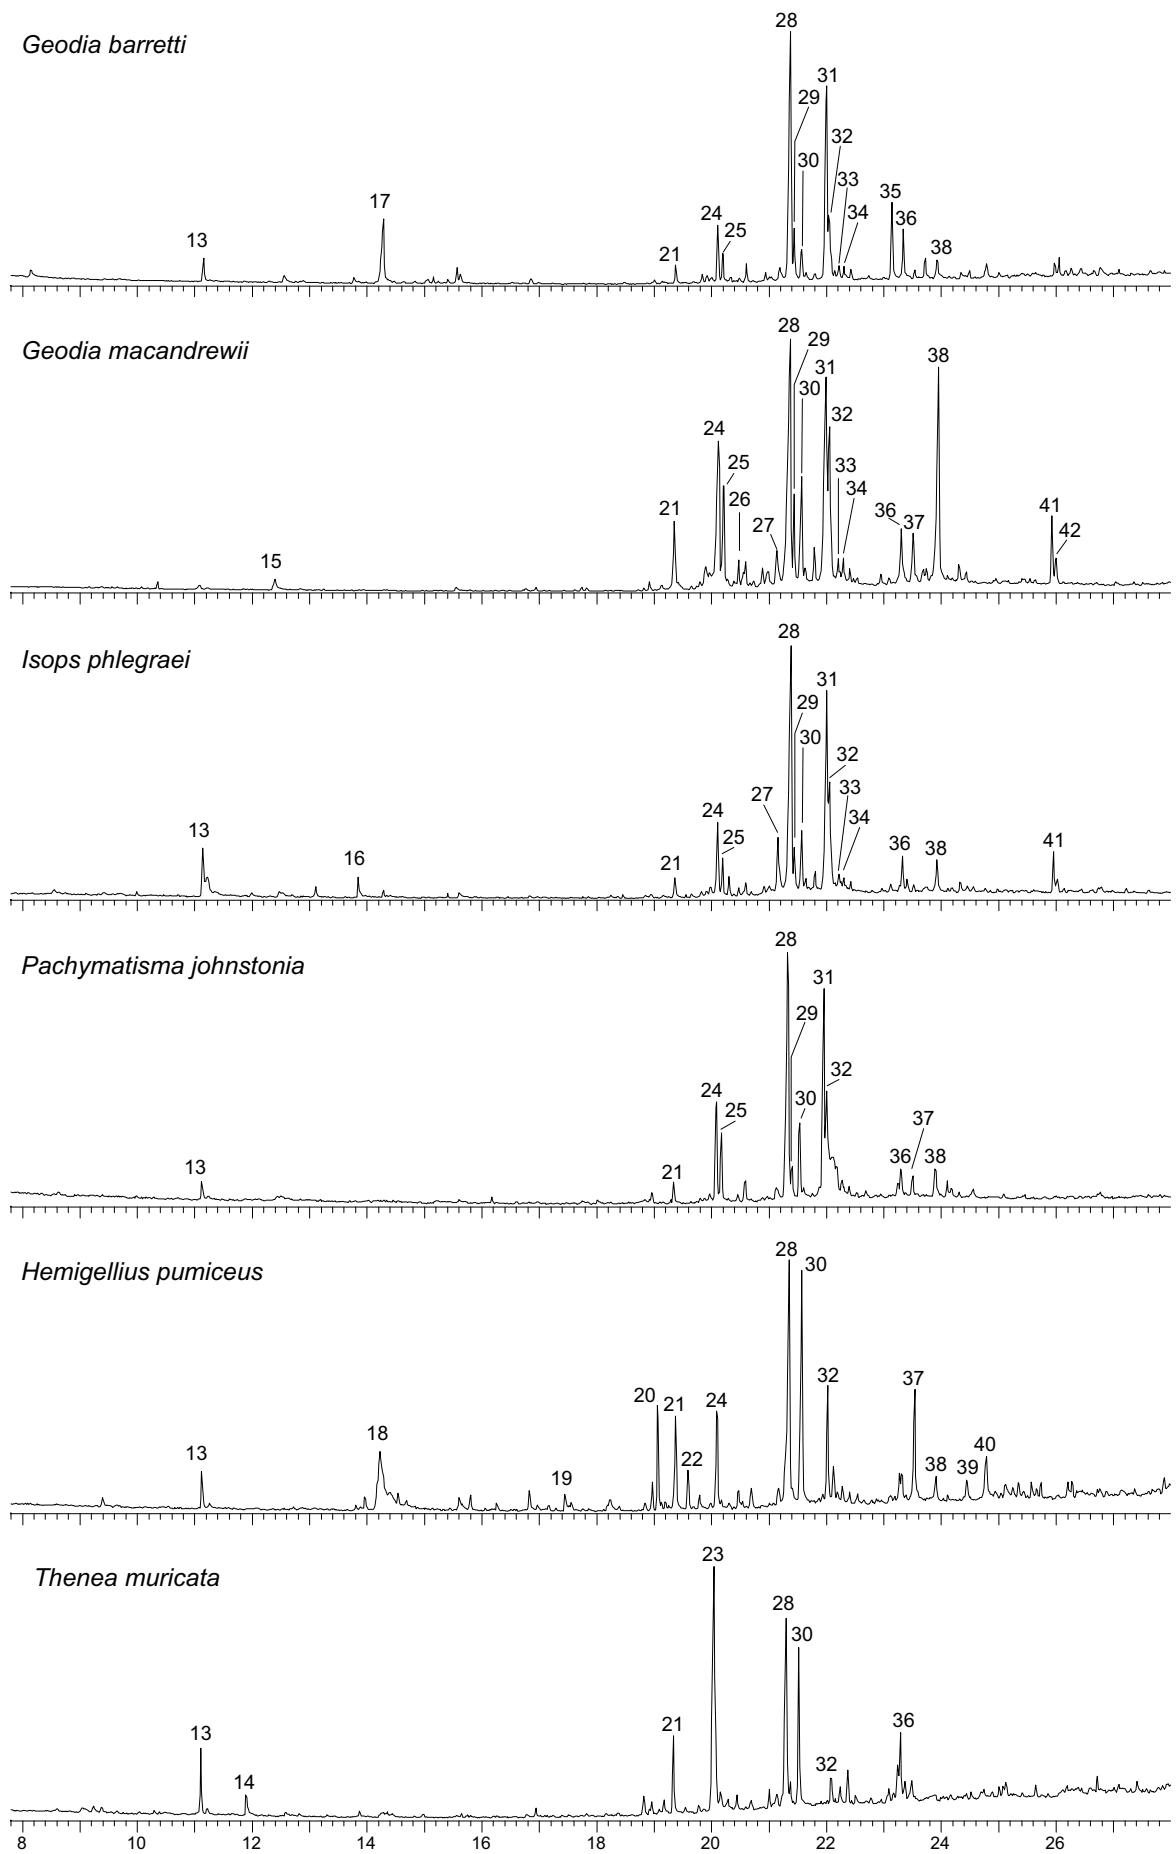 Geodia barretti
13 17 21 24 25 28 29 30 31 32 33 34 35 36 38
Geodia macandrewii
15 21 24 25 26 27 28 29 30 31 32 33 34 36 37 38 41 42
Isops phlegraei
13 16 21 24 25 27 28 29 30 31 32 33 34 36 38 41
Pachymatisma johnstonia
13 21 24 25 28 29 30 31 32 36 37 38
Hemigellius pumiceus
13 18 19 20 21 22 24 28 30 32 37 38 39 40
Thenea muricata
13 14 21 23 28 30 32 36
8 10 12 14 16 18 20 22 24 26